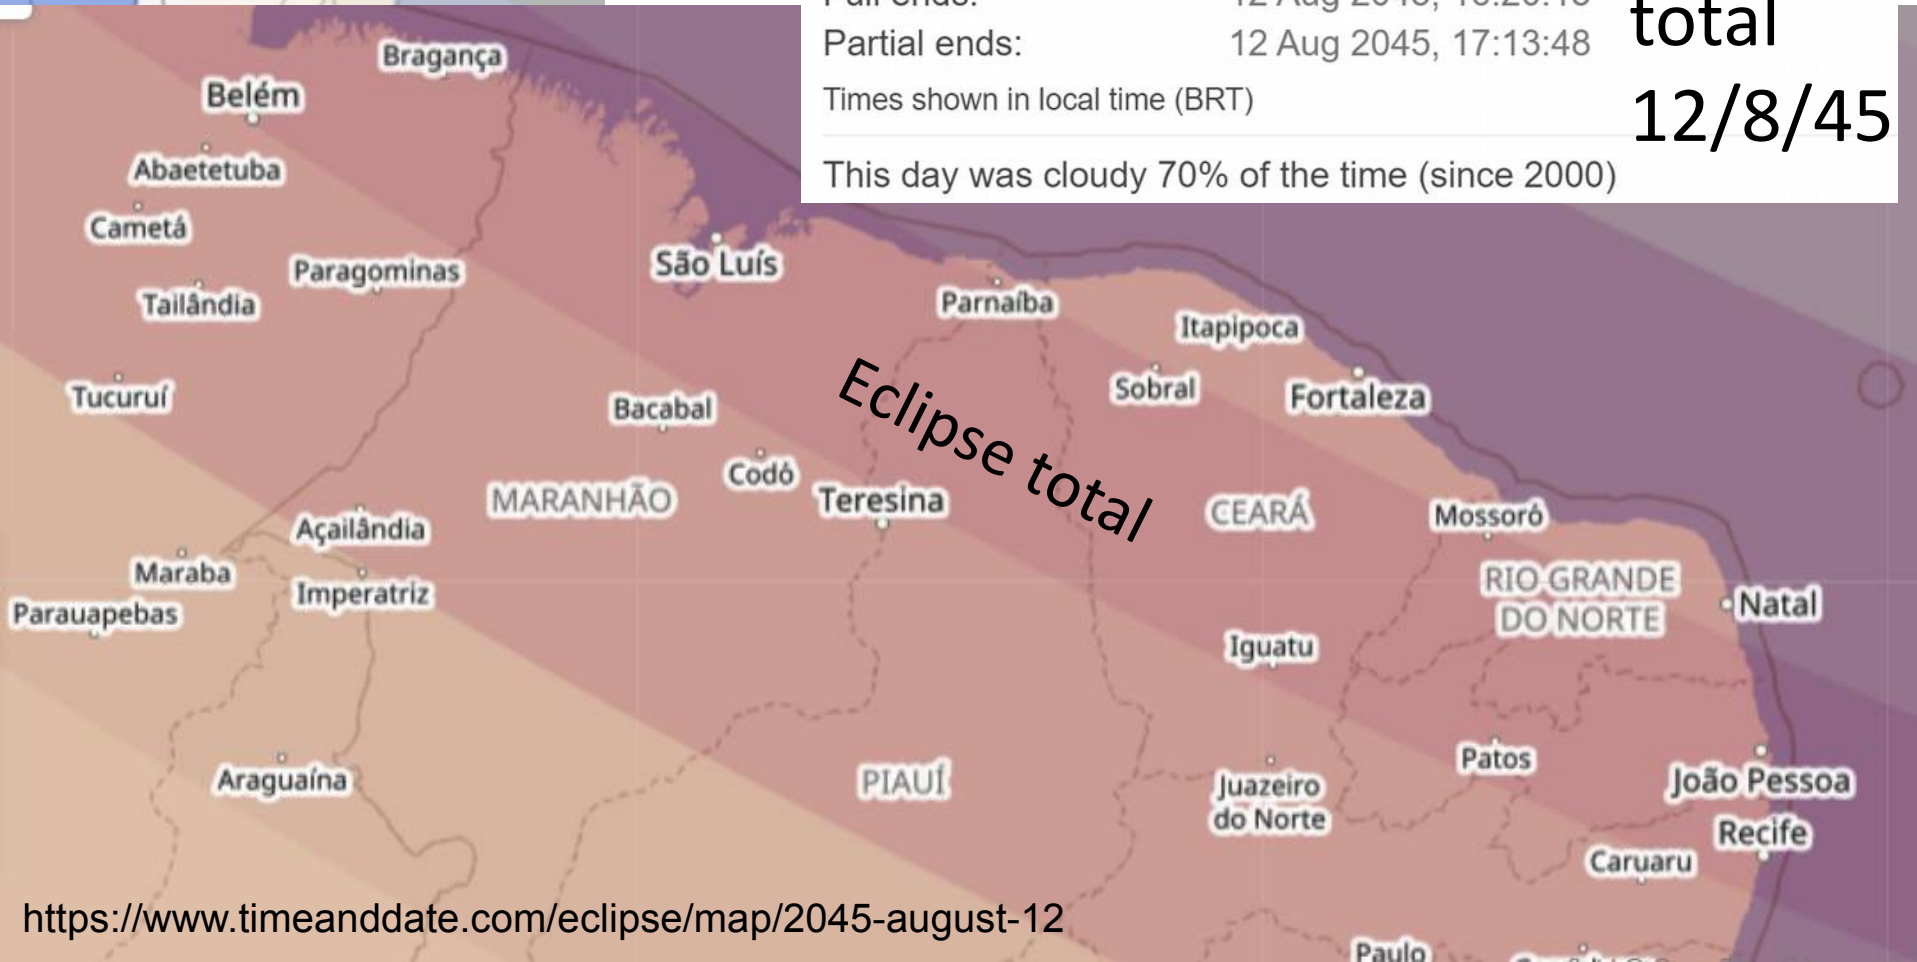 Partial ends: 12 Aug 2045, 17:13:48
total
12/8/45
Times shown in local time (BRT)
This day was cloudy 70% of the time (since 2000)
Bragança
Belém
Abaetetuba
Cametá
Paragominas
Tailândia
São Luís
Parnaíba
Itapipoca
Tucuruí
Sobral
Fortaleza
Bacabal
Eclipse total
Codó
Teresina
MARANHÃO
CEARÁ
Mossoró
Açailândia
Maraba
Imperatriz
Parauapebas
RIO GRANDE
DO NORTE
Natal
Iguatu
Araguaína
PIAUÍ
Juazeiro
do Norte
Patos
João Pessoa
Recife
Caruaru
https://www.timeanddate.com/eclipse/map/2045-august-12
Paulo